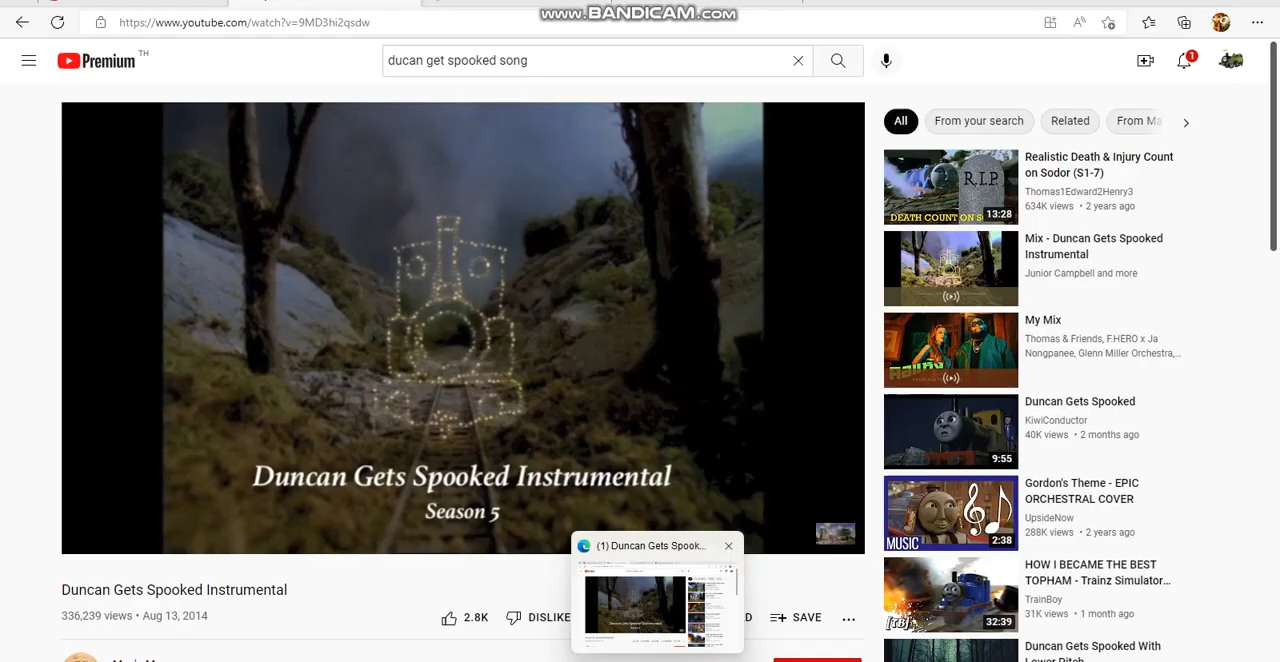 https://www.youtube.com/watch?v=9MD3hi2qsdw
www.BANDICAM.com
Premium TH
ducan get spooked song
1
Duncan Gets Spooked Instrumental
Season 5
(1) Duncan Gets Spook...
Duncan Gets Spooked Instrumental
336,239 views • Aug 13, 2014
2.8K
DISLIKE
D
SAVE
All
From your search
Related
From Ma
R.I.P.
DEATH COUNT ON S
13:28
Realistic Death & Injury Count
on Sodor (S1-7)
Thomas1Edward2Henry3
634K views • 2 years ago
Mix - Duncan Gets Spooked
Instrumental
Junior Campbell and more
My Mix
Thomas & Friends, F.HERO x Ja
Nongpanee, Glenn Miller Orchestra,...
Duncan Gets Spooked
KiwiConductor
40K views • 2 months ago
9:55
Gordon's Theme - EPIC
ORCHESTRAL COVER
UpsideNow
288K views • 2 years ago
MUSIC
2:38
HOW I BECAME THE BEST
TOPHAM - Trainz Simulator...
TrainBoy
31K views • 1 month ago
[TB]
32:39
Duncan Gets Spooked With
Lower Pitch